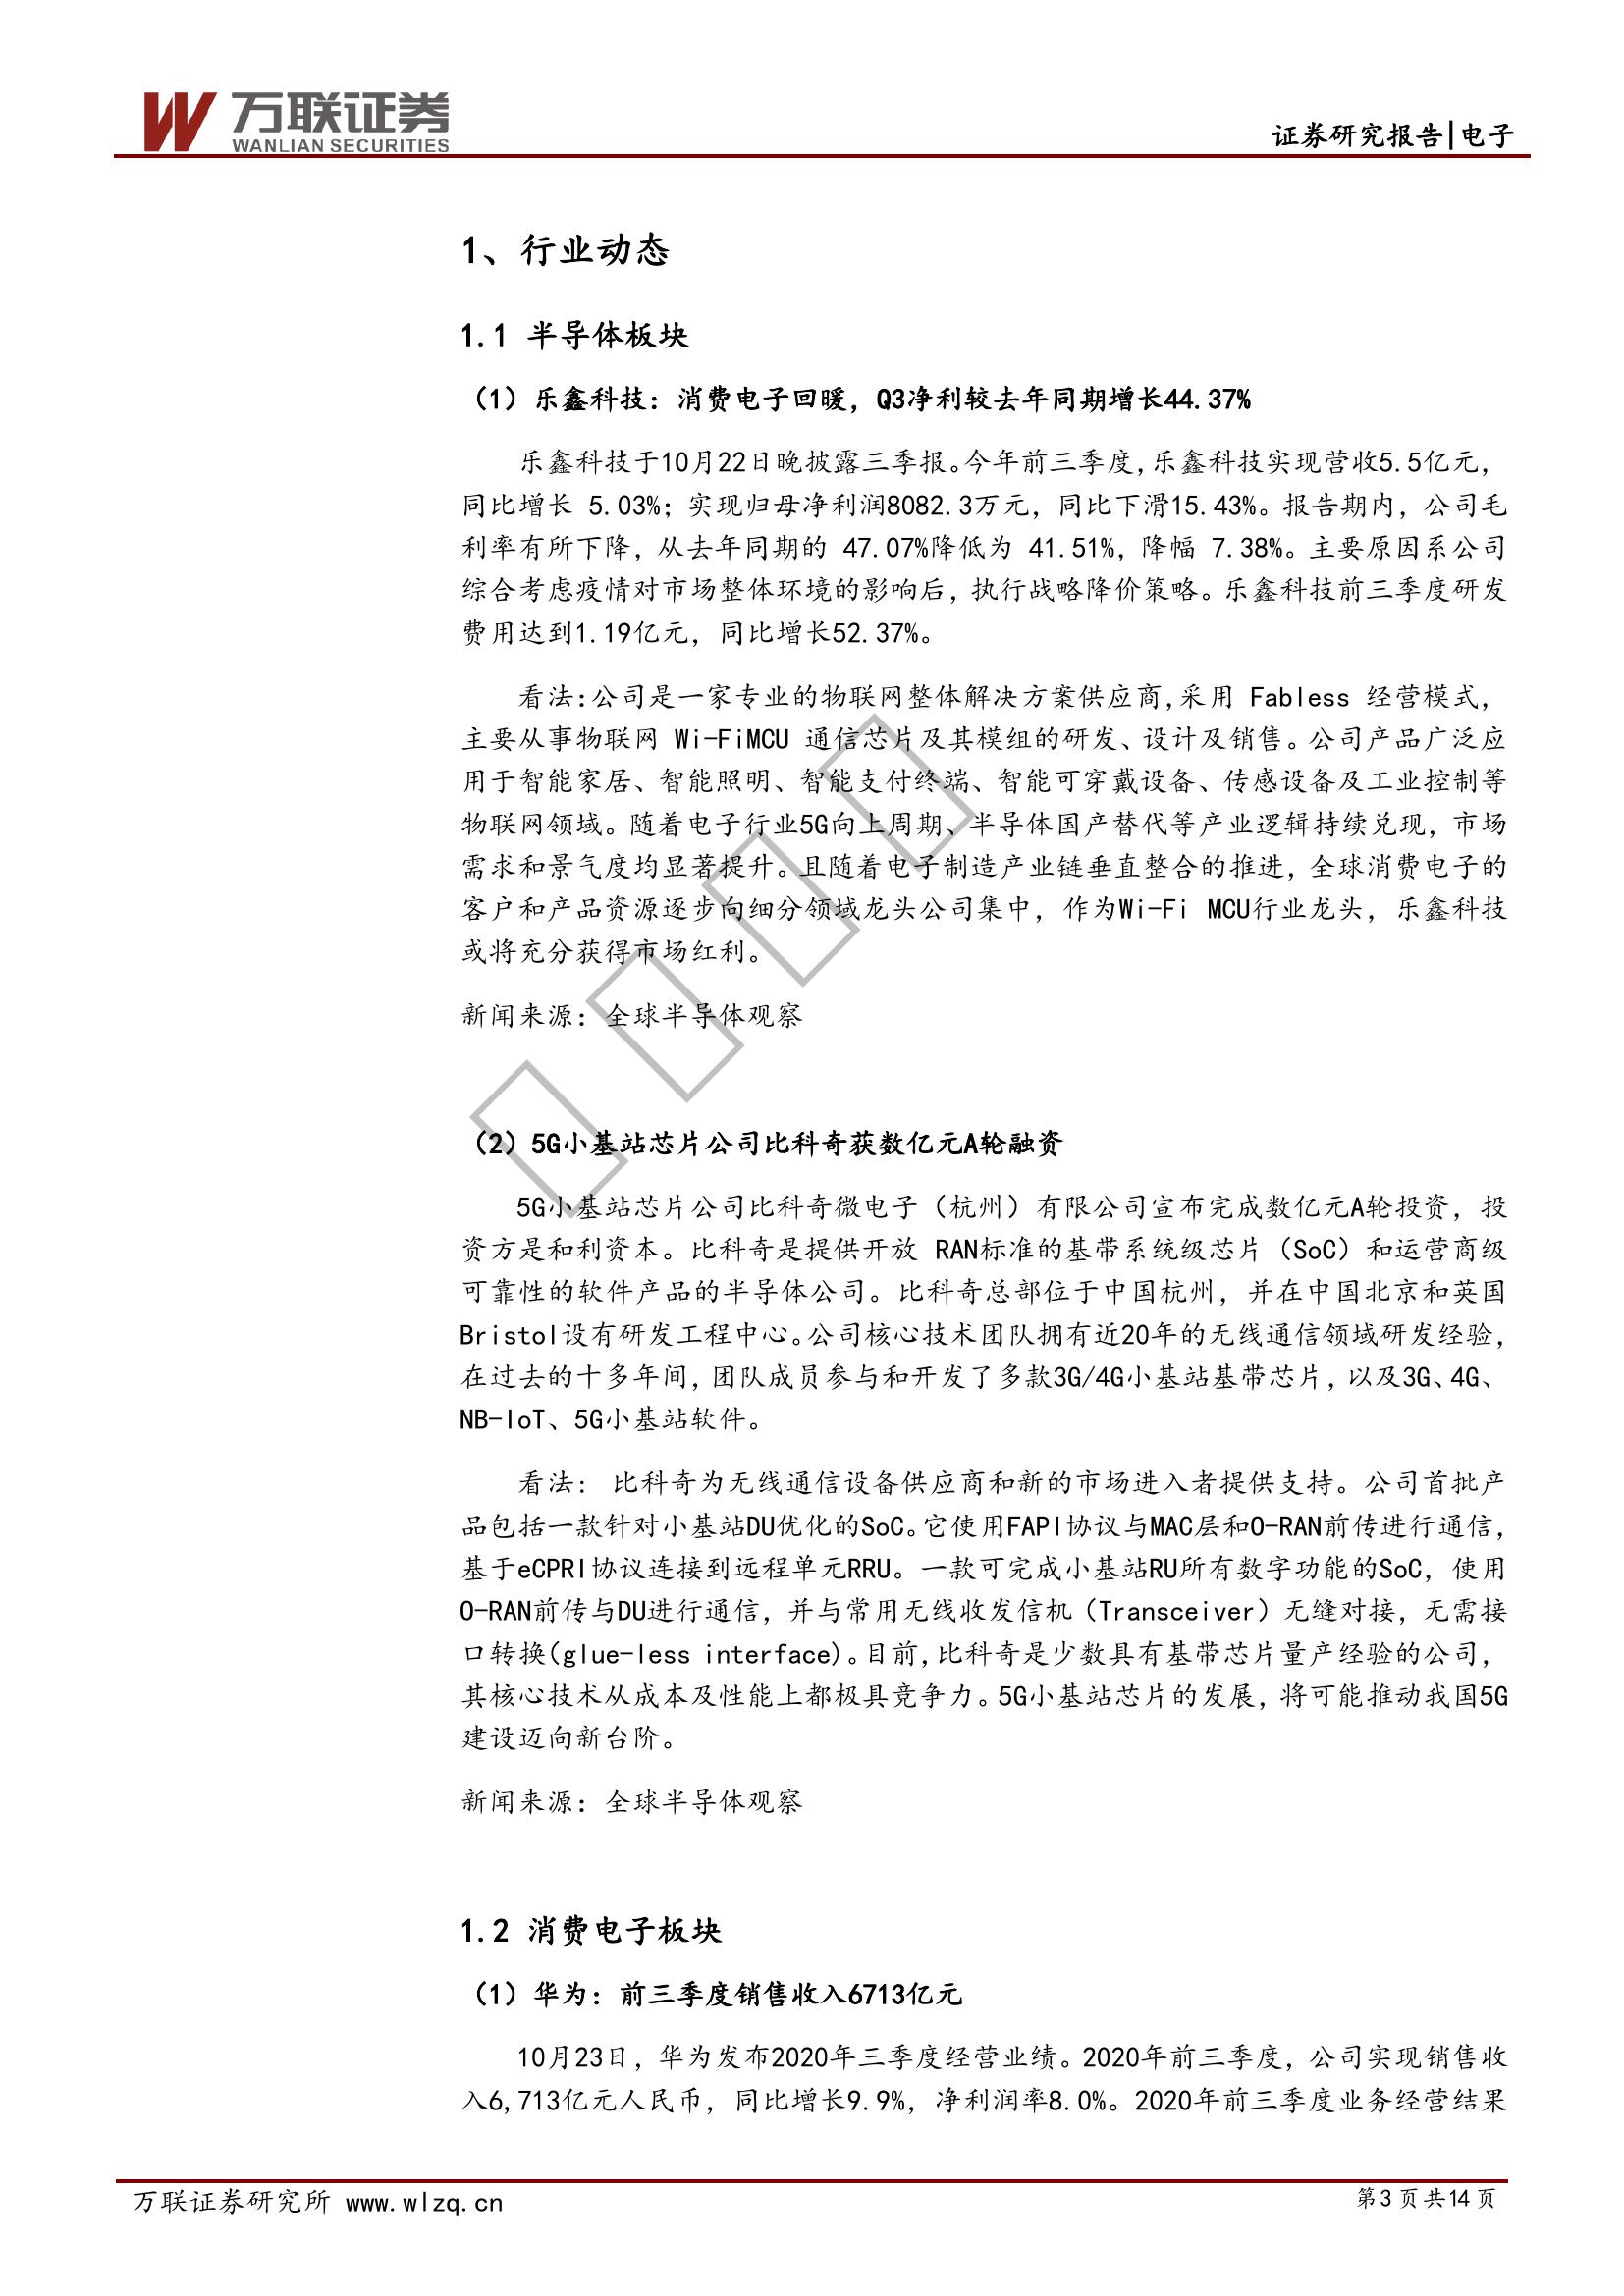 万联证券
WANLIAN SECURITIES
证券研究报告|电子
1、行业动态
1.1 半导体板块
（1）乐鑫科技：消费电子回暖，Q3净利较去年同期增长44.37%
乐鑫科技于10月22日晚披露三季报。今年前三季度，乐鑫科技实现营收5.5亿元，
同比增长 5.03%；实现归母净利润8082.3万元，同比下滑15.43%。报告期内，公司毛
利率有所下降，从去年同期的 47.07%降低为 41.51%，降幅 7.38%。主要原因系公司
综合考虑疫情对市场整体环境的影响后，执行战略降价策略。乐鑫科技前三季度研发
费用达到1.19亿元，同比增长52.37%。
看法：公司是一家专业的物联网整体解决方案供应商，采用 Fabless 经营模式，
主要从事物联网 Wi-FiMCU 通信芯片及其模组的研发、设计及销售。公司产品广泛应
用于智能家居、智能照明、智能支付终端、智能可穿戴设备、传感设备及工业控制等
物联网领域。随着电子行业5G向上周期、半导体国产替代等产业逻辑持续兑现，市场
需求和景气度均显著提升。且随着电子制造产业链垂直整合的推进，全球消费电子的
客户和产品资源逐步向细分领域龙头公司集中，作为Wi-Fi MCU行业龙头，乐鑫科技
或将充分获得市场红利。
新闻来源：全球半导体观察
（2）5G小基站芯片公司比科奇获数亿元A轮融资
5G小基站芯片公司比科奇微电子（杭州）有限公司宣布完成数亿元A轮投资，投
资方是和利资本。比科奇是提供开放 RAN标准的基带系统级芯片（SoC）和运营商级
可靠性的软件产品的半导体公司。比科奇总部位于中国杭州，并在中国北京和英国
Bristol设有研发工程中心。公司核心技术团队拥有近20年的无线通信领域研发经验，
在过去的十多年间，团队成员参与和开发了多款3G/4G小基站基带芯片，以及3G、4G、
NB-IoT、5G小基站软件。
看法： 比科奇为无线通信设备供应商和新的市场进入者提供支持。公司首批产
品包括一款针对小基站DU优化的SoC。它使用FAPI协议与MAC层和O-RAN前传进行通信，
基于eCPRI协议连接到远程单元RRU。一款可完成小基站RU所有数字功能的SoC，使用
O-RAN前传与DU进行通信，并与常用无线收发信机（Transceiver）无缝对接，无需接
口转换(glue-less interface)。目前，比科奇是少数具有基带芯片量产经验的公司，
其核心技术从成本及性能上都极具竞争力。5G小基站芯片的发展，将可能推动我国5G
建设迈向新台阶。
新闻来源：全球半导体观察
1.2 消费电子板块
（1）华为：前三季度销售收入6713亿元
10月23日，华为发布2020年三季度经营业绩。2020年前三季度，公司实现销售收
入6,713亿元人民币，同比增长9.9%，净利润率8.0%。2020年前三季度业务经营结果
万联证券研究所 www.wlzq.cn
第 3 页 共 14 页